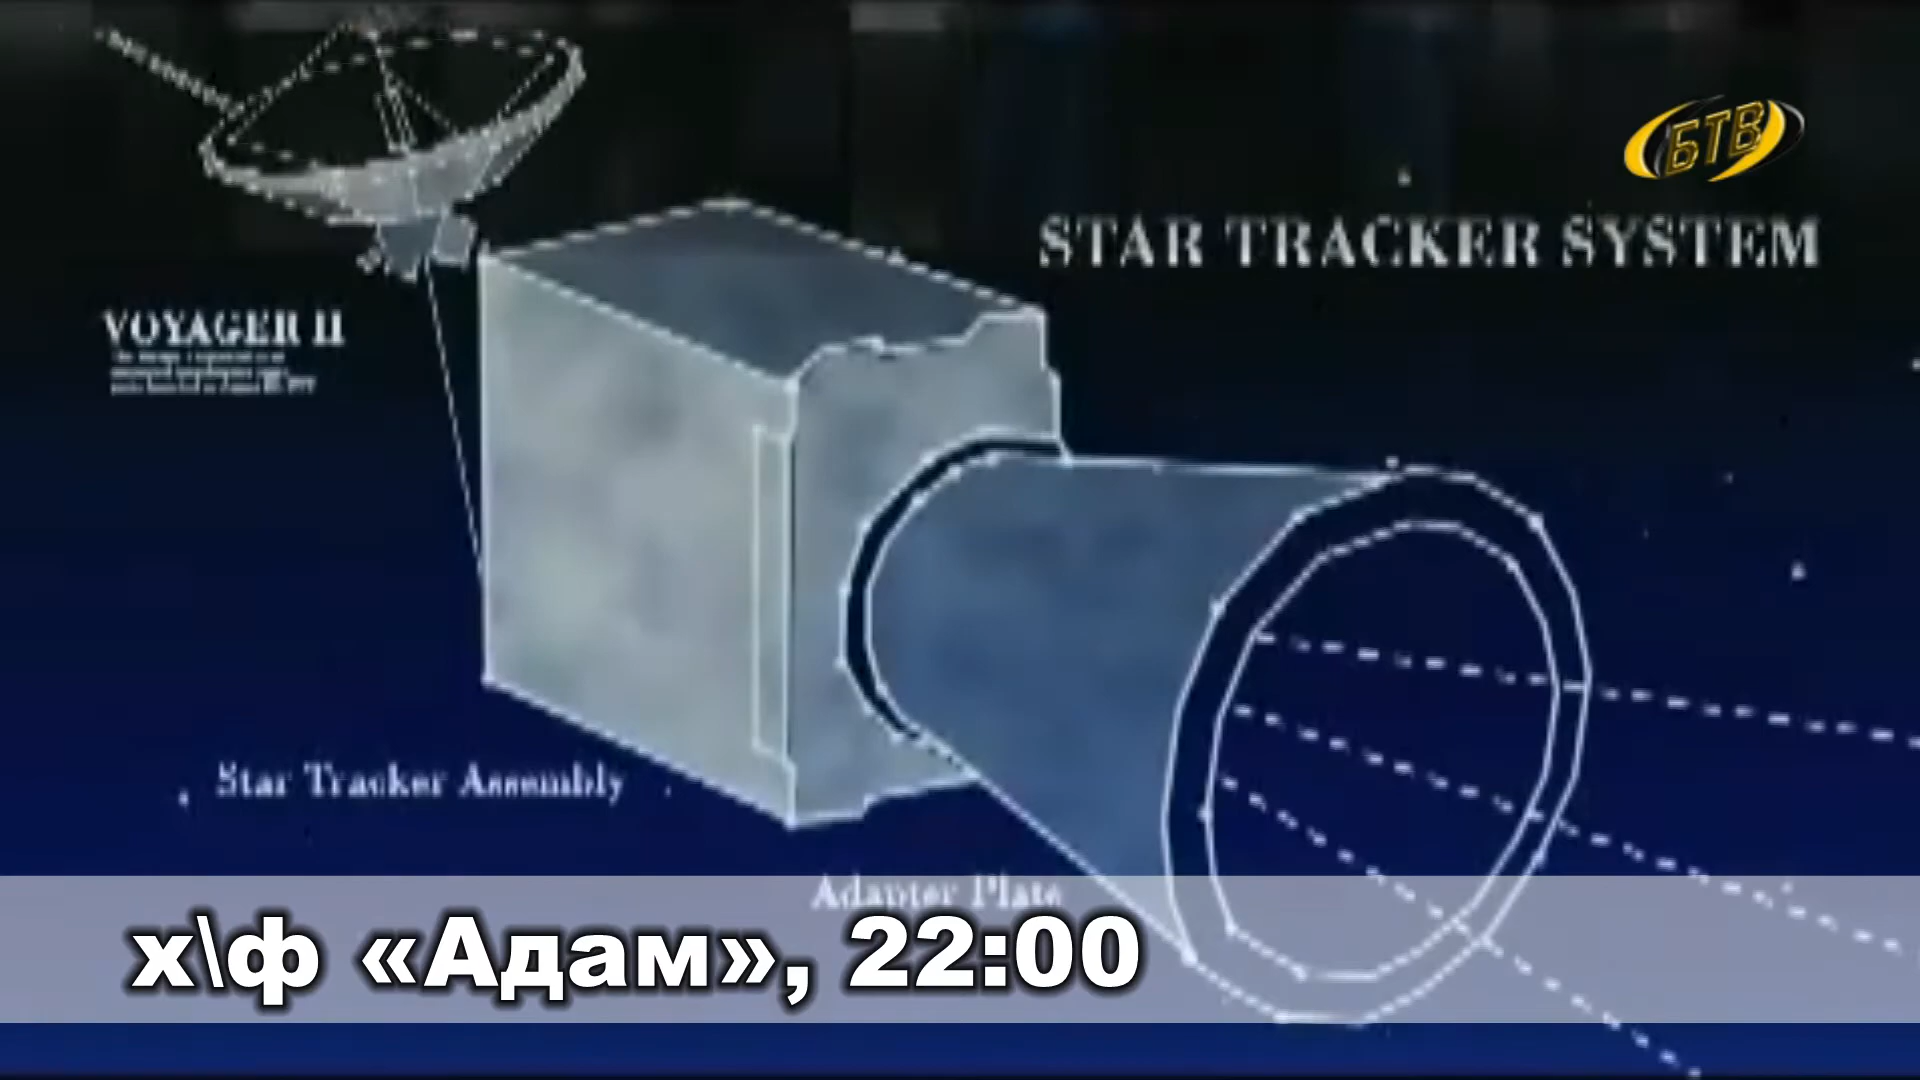 БТВ
STAR TRACKER SYSTEM
VOYAGER II
Star Tracker Assembly
Adapter Plate
х\ф «Адам», 22:00